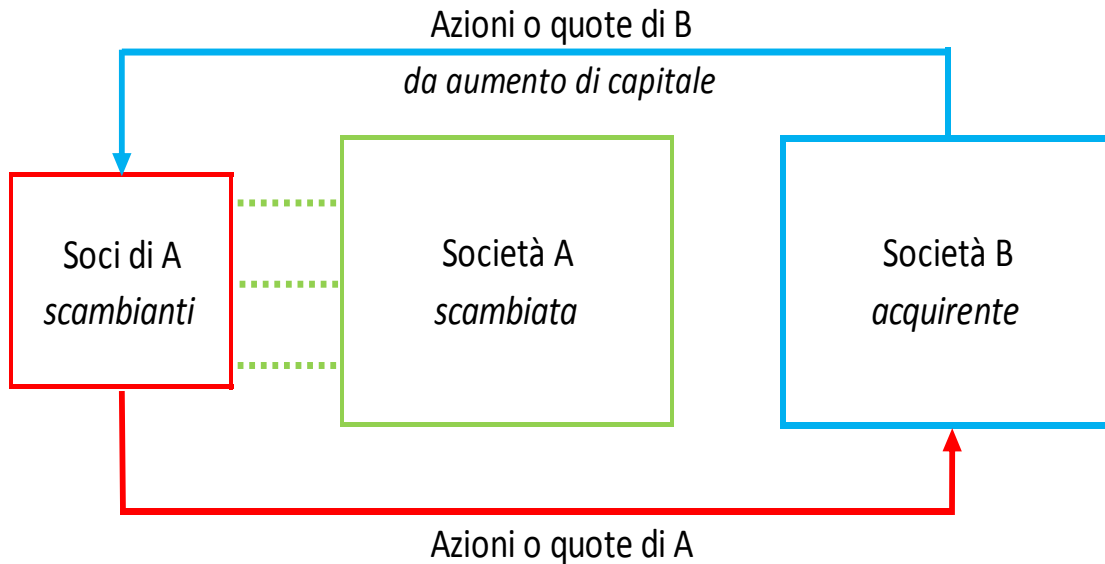 Azioni o quote di B
da aumento di capitale
Soci di A
scambianti
Società A
scambiata
Società B
acquirente
Azioni o quote di A